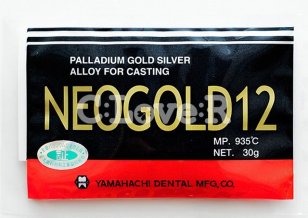 PALLADIUM GOLD SILVER
ALLOY FOR CASTING
NEOGOLD12
MP. 935℃
NET. 30g
YAMAHACHI DENTAL MFG,CO.